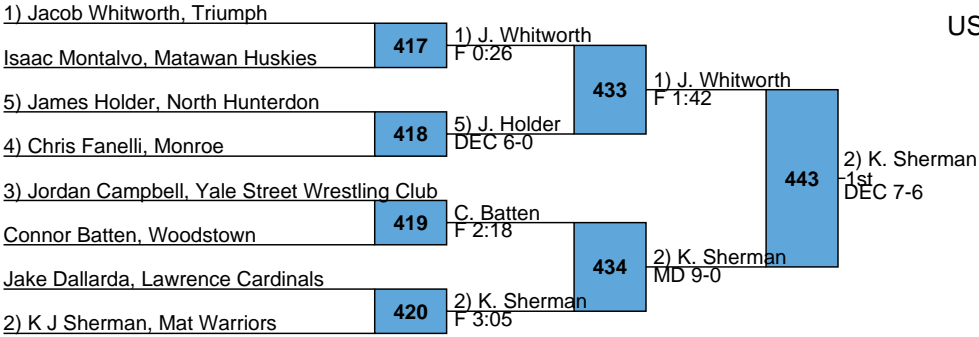 1) Jacob Whitworth, Triumph
Isaac Montalvo, Matawan Huskies
5) James Holder, North Hunterdon
4) Chris Fanelli, Monroe
3) Jordan Campbell, Yale Street Wrestling Club
Connor Batten, Woodstown
Jake Dallarda, Lawrence Cardinals
2) K J Sherman, Mat Warriors
417
418
419
420
1) J. Whitworth
F 0:26
5) J. Holder
DEC 6-0
C. Batten
F 2:18
2) K. Sherman
F 3:05
433
434
1) J. Whitworth
F 1:42
2) K. Sherman
MD 9-0
443
2) K. Sherman
1st
DEC 7-6
US